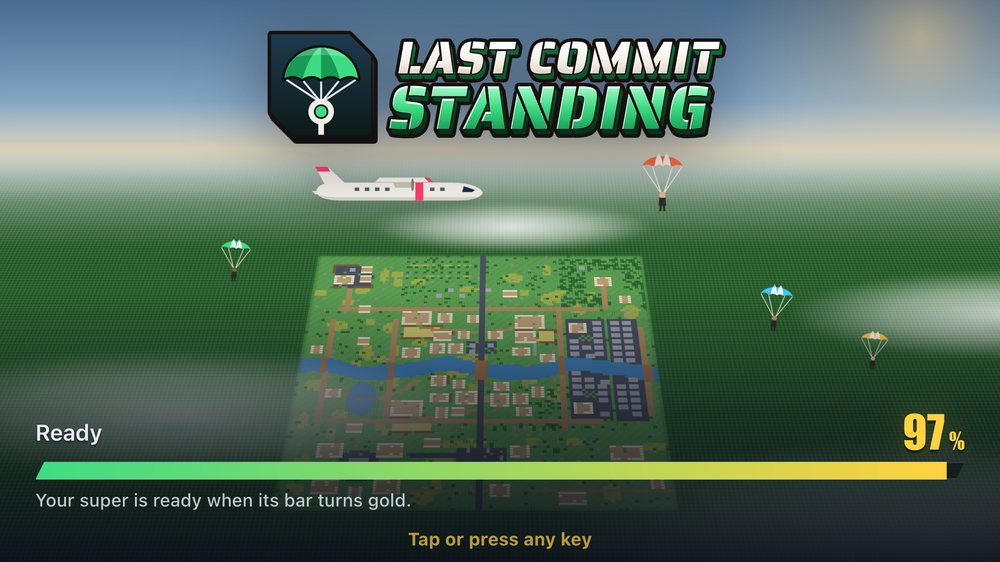 LAST COMMIT
STANDING
Ready
97%
Your super is ready when its bar turns gold.
Tap or press any key